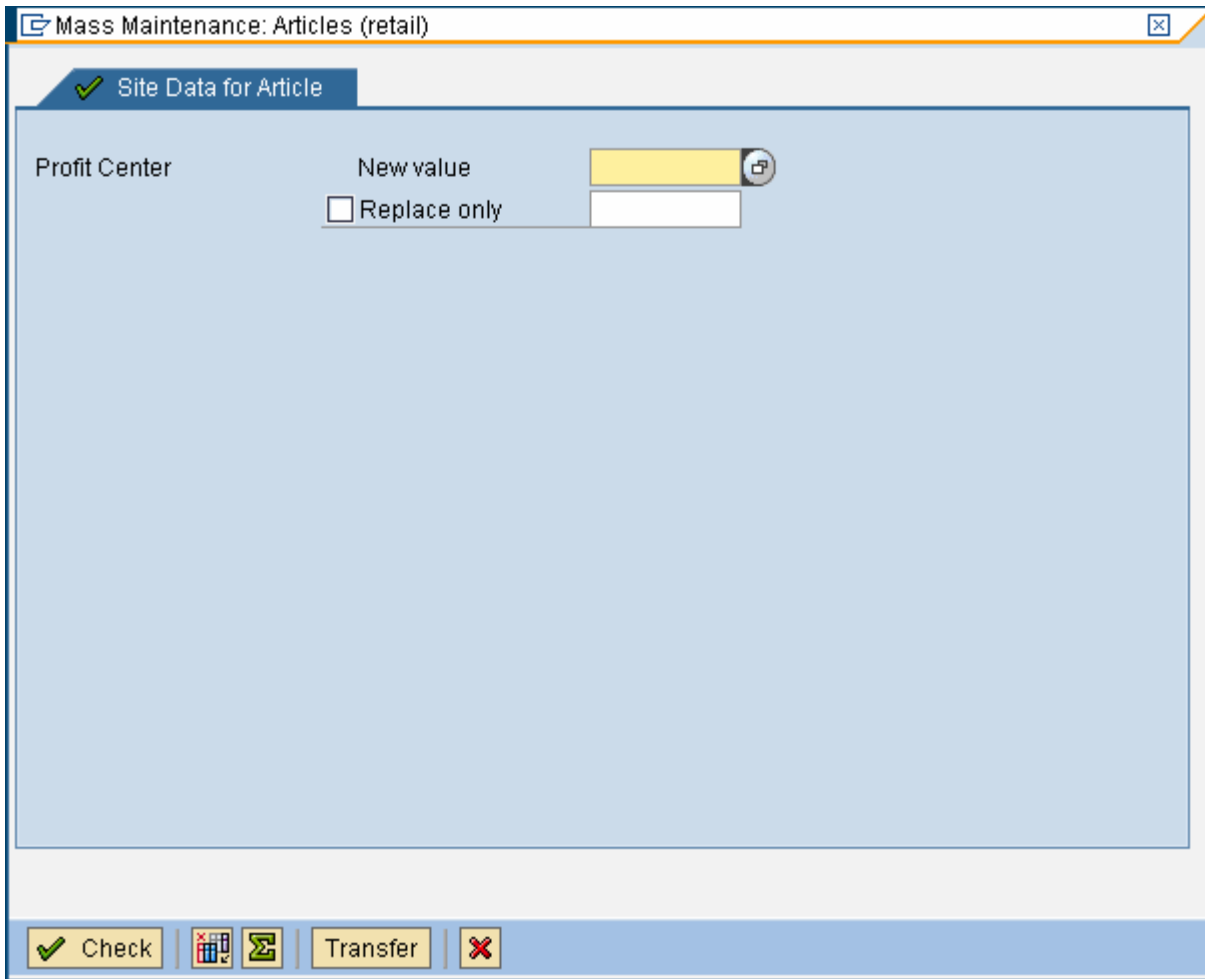 Mass Maintenance: Articles (retail)
Site Data for Article
Profit Center New value
Replace only
Check Transfer